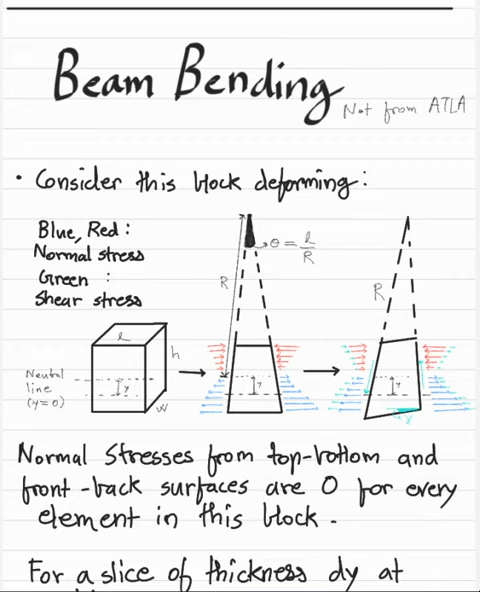 Beam Bending
Not from ATLA
• Consider this block deforming:
Blue, Red:
Normal stress
Green :
Shear stress
θ = l/R
R
R
l
h
w
y
Neutral
line
(y=0)
y
y
Normal Stresses from top-bottom and
front-back surfaces are 0 for every
element in this block.
For a slice of thickness dy at